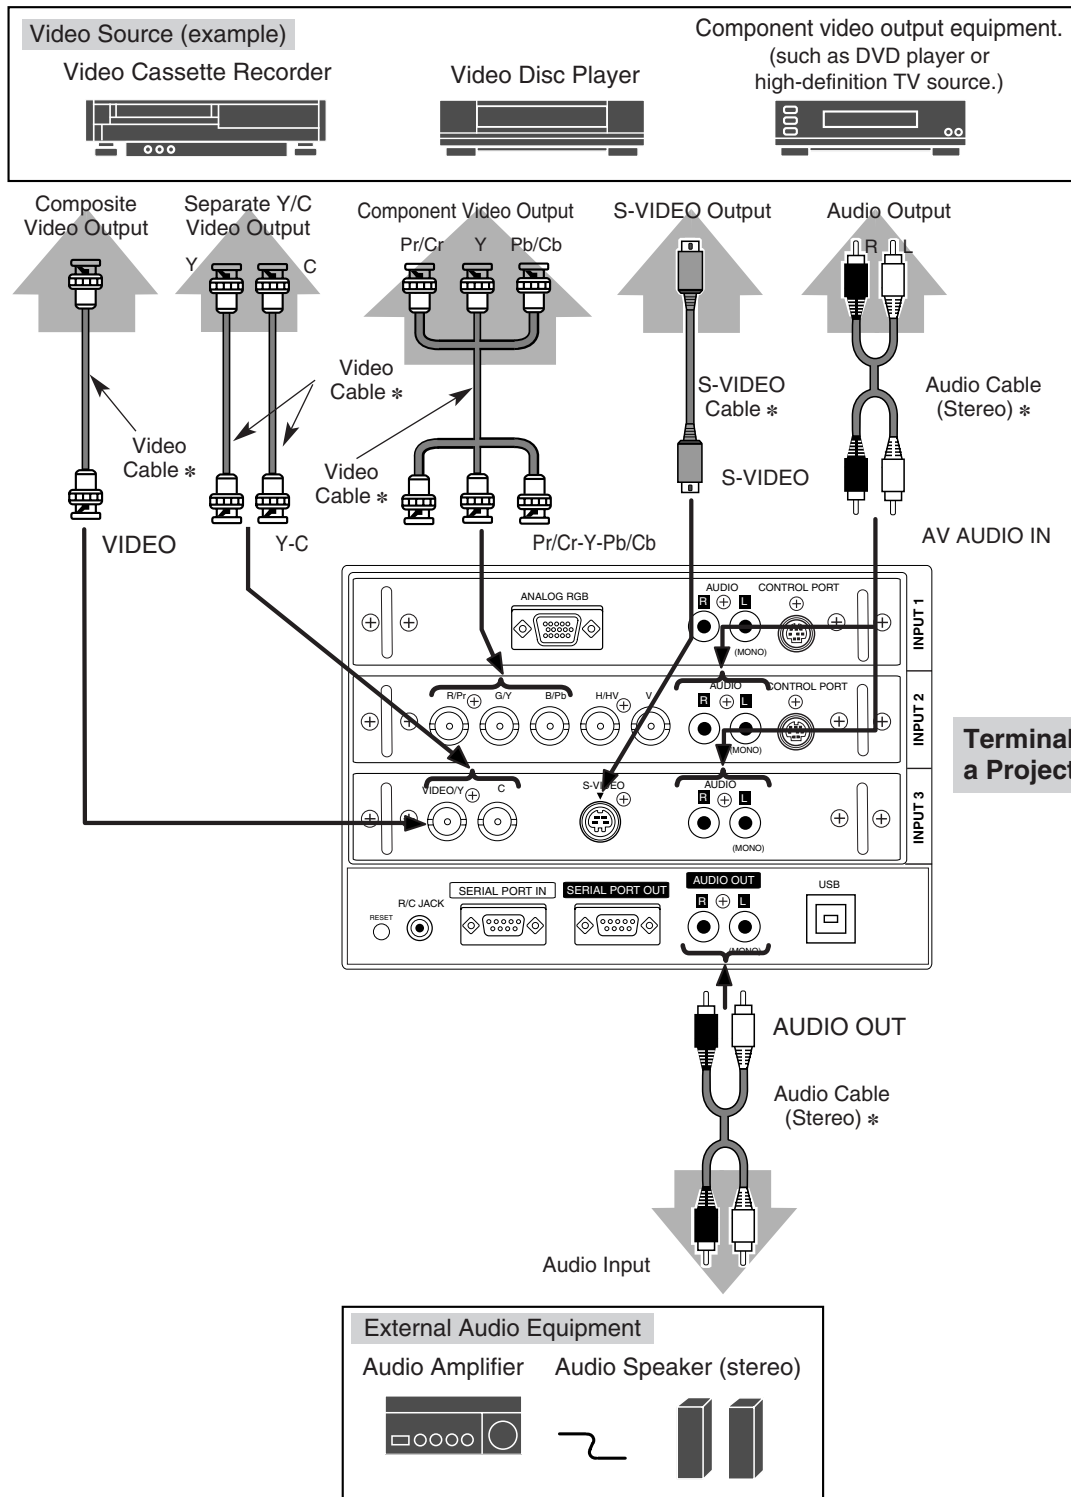 Video Source (example)
Video Cassette Recorder
Video Disc Player
Component video output equipment.
(such as DVD player or
high-definition TV source.)
Composite
Video Output
Separate Y/C
Video Output
Y
C
Component Video Output
Pr/Cr
Y
Pb/Cb
S-VIDEO Output
Audio Output
R
L
Video
Cable *
Video
Cable *
Video
Cable *
S-VIDEO
Cable *
Audio Cable
(Stereo) *
VIDEO
Y-C
Pr/Cr-Y-Pb/Cb
S-VIDEO
AV AUDIO IN
ANALOG RGB
AUDIO
R
L
(MONO)
CONTROL PORT
INPUT 1
R/Pr
G/Y
B/Pb
H/HV
V
AUDIO
R
L
(MONO)
CONTROL PORT
INPUT 2
VIDEO/Y
C
S-VIDEO
AUDIO
R
L
(MONO)
INPUT 3
Terminal
a Project
RESET
R/C JACK
SERIAL PORT IN
SERIAL PORT OUT
AUDIO OUT
R
L
(MONO)
USB
AUDIO OUT
Audio Cable
(Stereo) *
Audio Input
External Audio Equipment
Audio Amplifier
Audio Speaker (stereo)